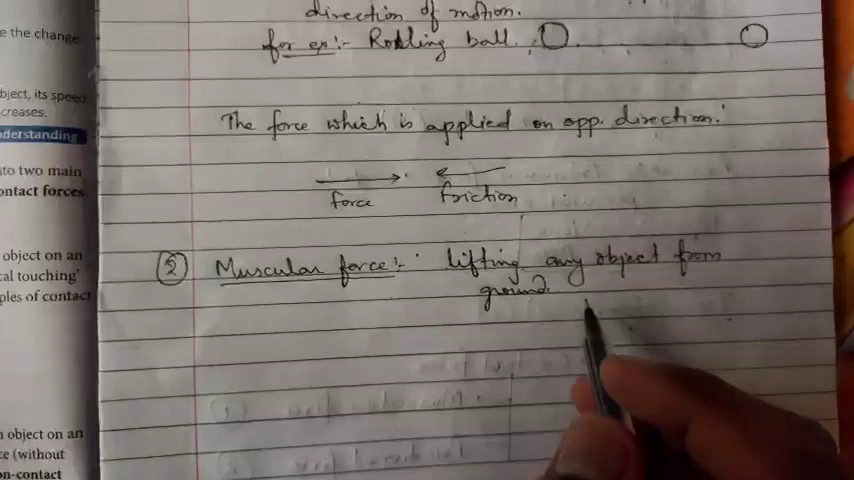 direction of motion.
for ex:- Rolling ball.
The force which is applied on opp. direction.
force friction
② Muscular force:- lifting any object from
ground.
e the change
bject, its speed
creases.
derstanding
to two main
ontact forces
object on an
cal touching'
ples of contact
n object on an
ce (without
on-contact